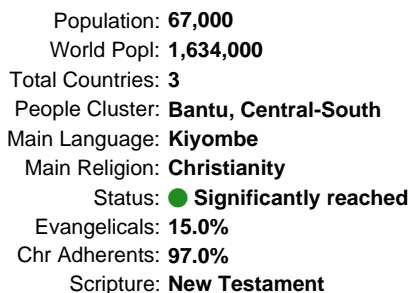 Population: 67,000
World Popl: 1,634,000
Total Countries: 3
People Cluster: Bantu, Central-South
Main Language: Kiyombe
Main Religion: Christianity
Status: Significantly reached
Evangelicals: 15.0%
Chr Adherents: 97.0%
Scripture: New Testament